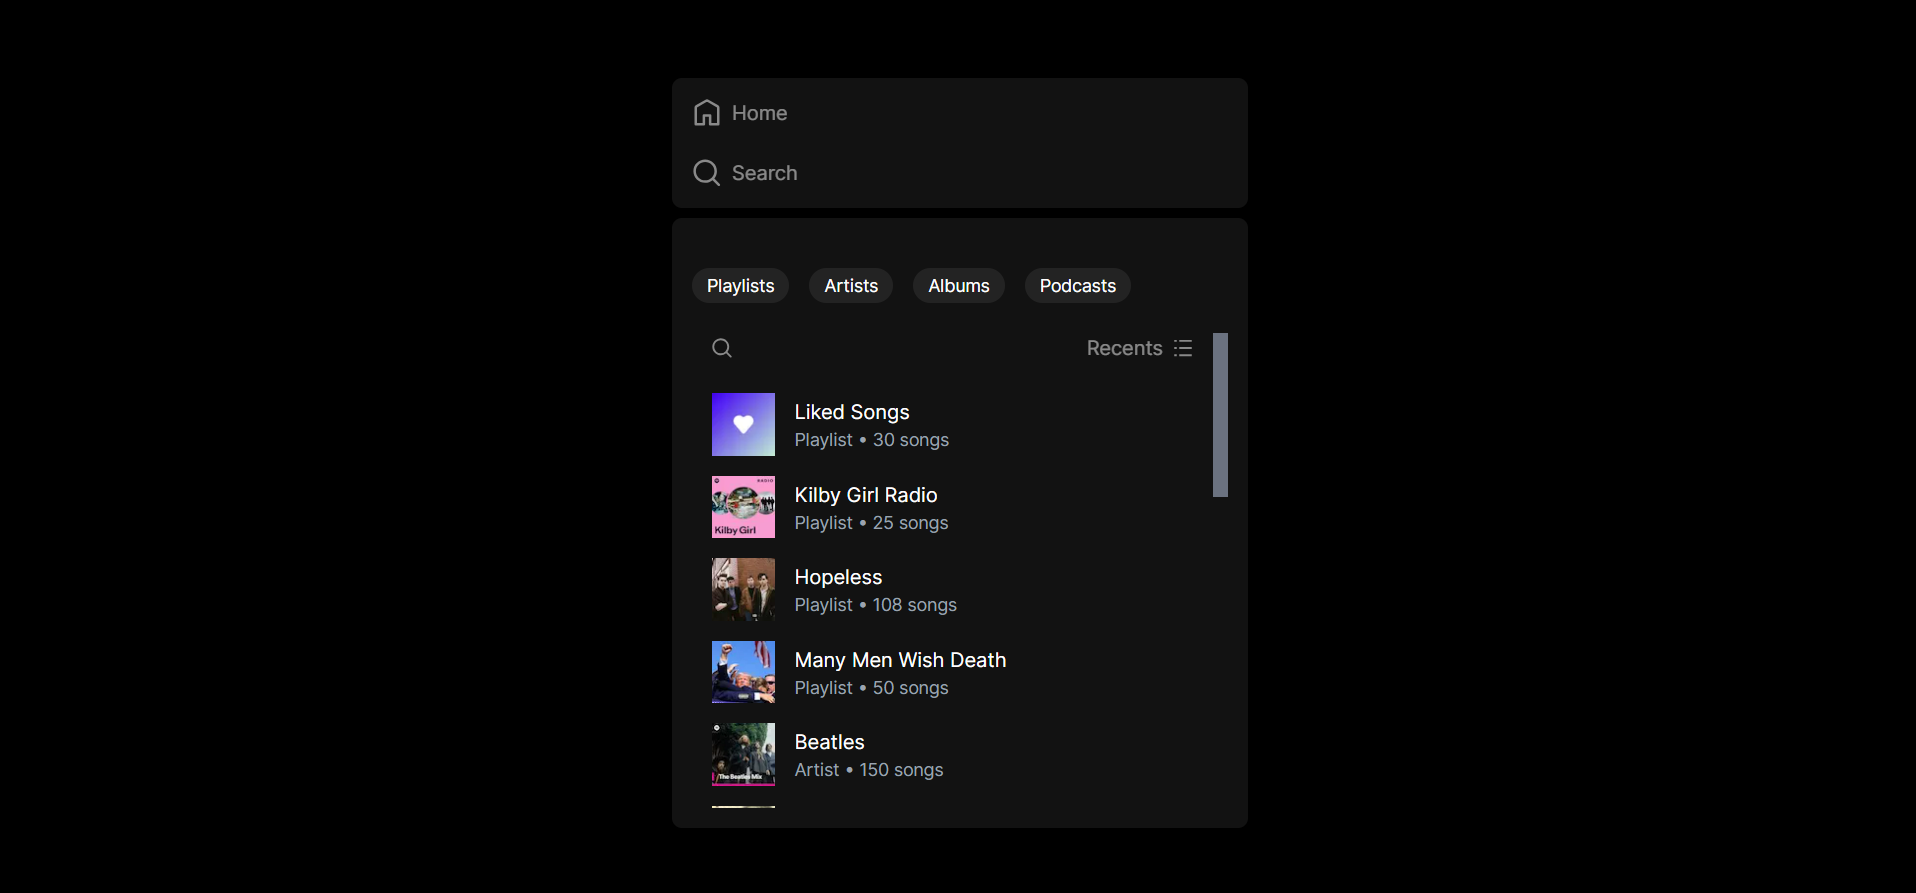 Home
Search
Playlists Artists Albums Podcasts
Recents
Liked Songs
Playlist • 30 songs
RADIO
Kilby Girl
Kilby Girl Radio
Playlist • 25 songs
Hopeless
Playlist • 108 songs
Many Men Wish Death
Playlist • 50 songs
The Beatles Mix
Beatles
Artist • 150 songs